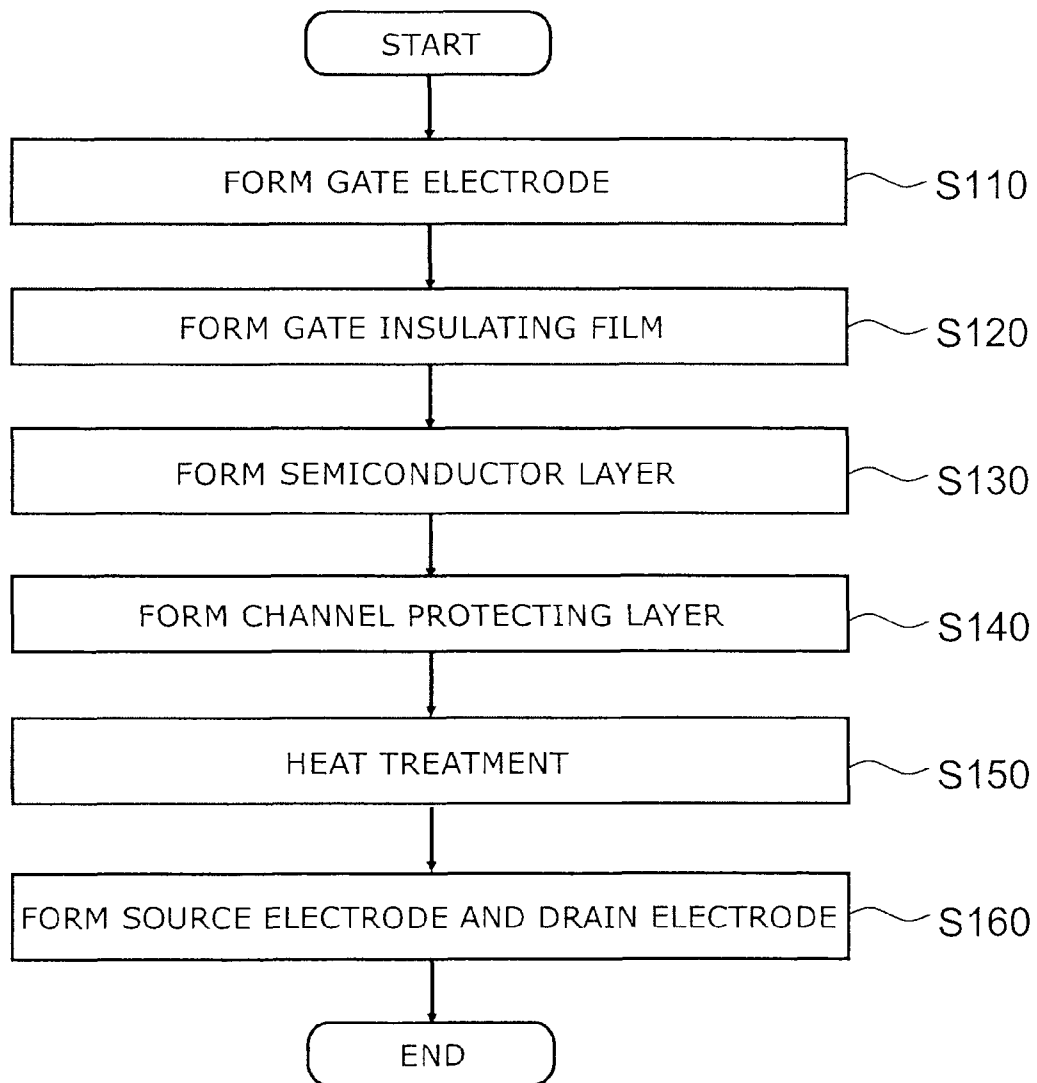 START
FORM GATE ELECTRODE
S110
FORM GATE INSULATING FILM
S120
FORM SEMICONDUCTOR LAYER
S130
FORM CHANNEL PROTECTING LAYER
S140
HEAT TREATMENT
S150
FORM SOURCE ELECTRODE AND DRAIN ELECTRODE
S160
END